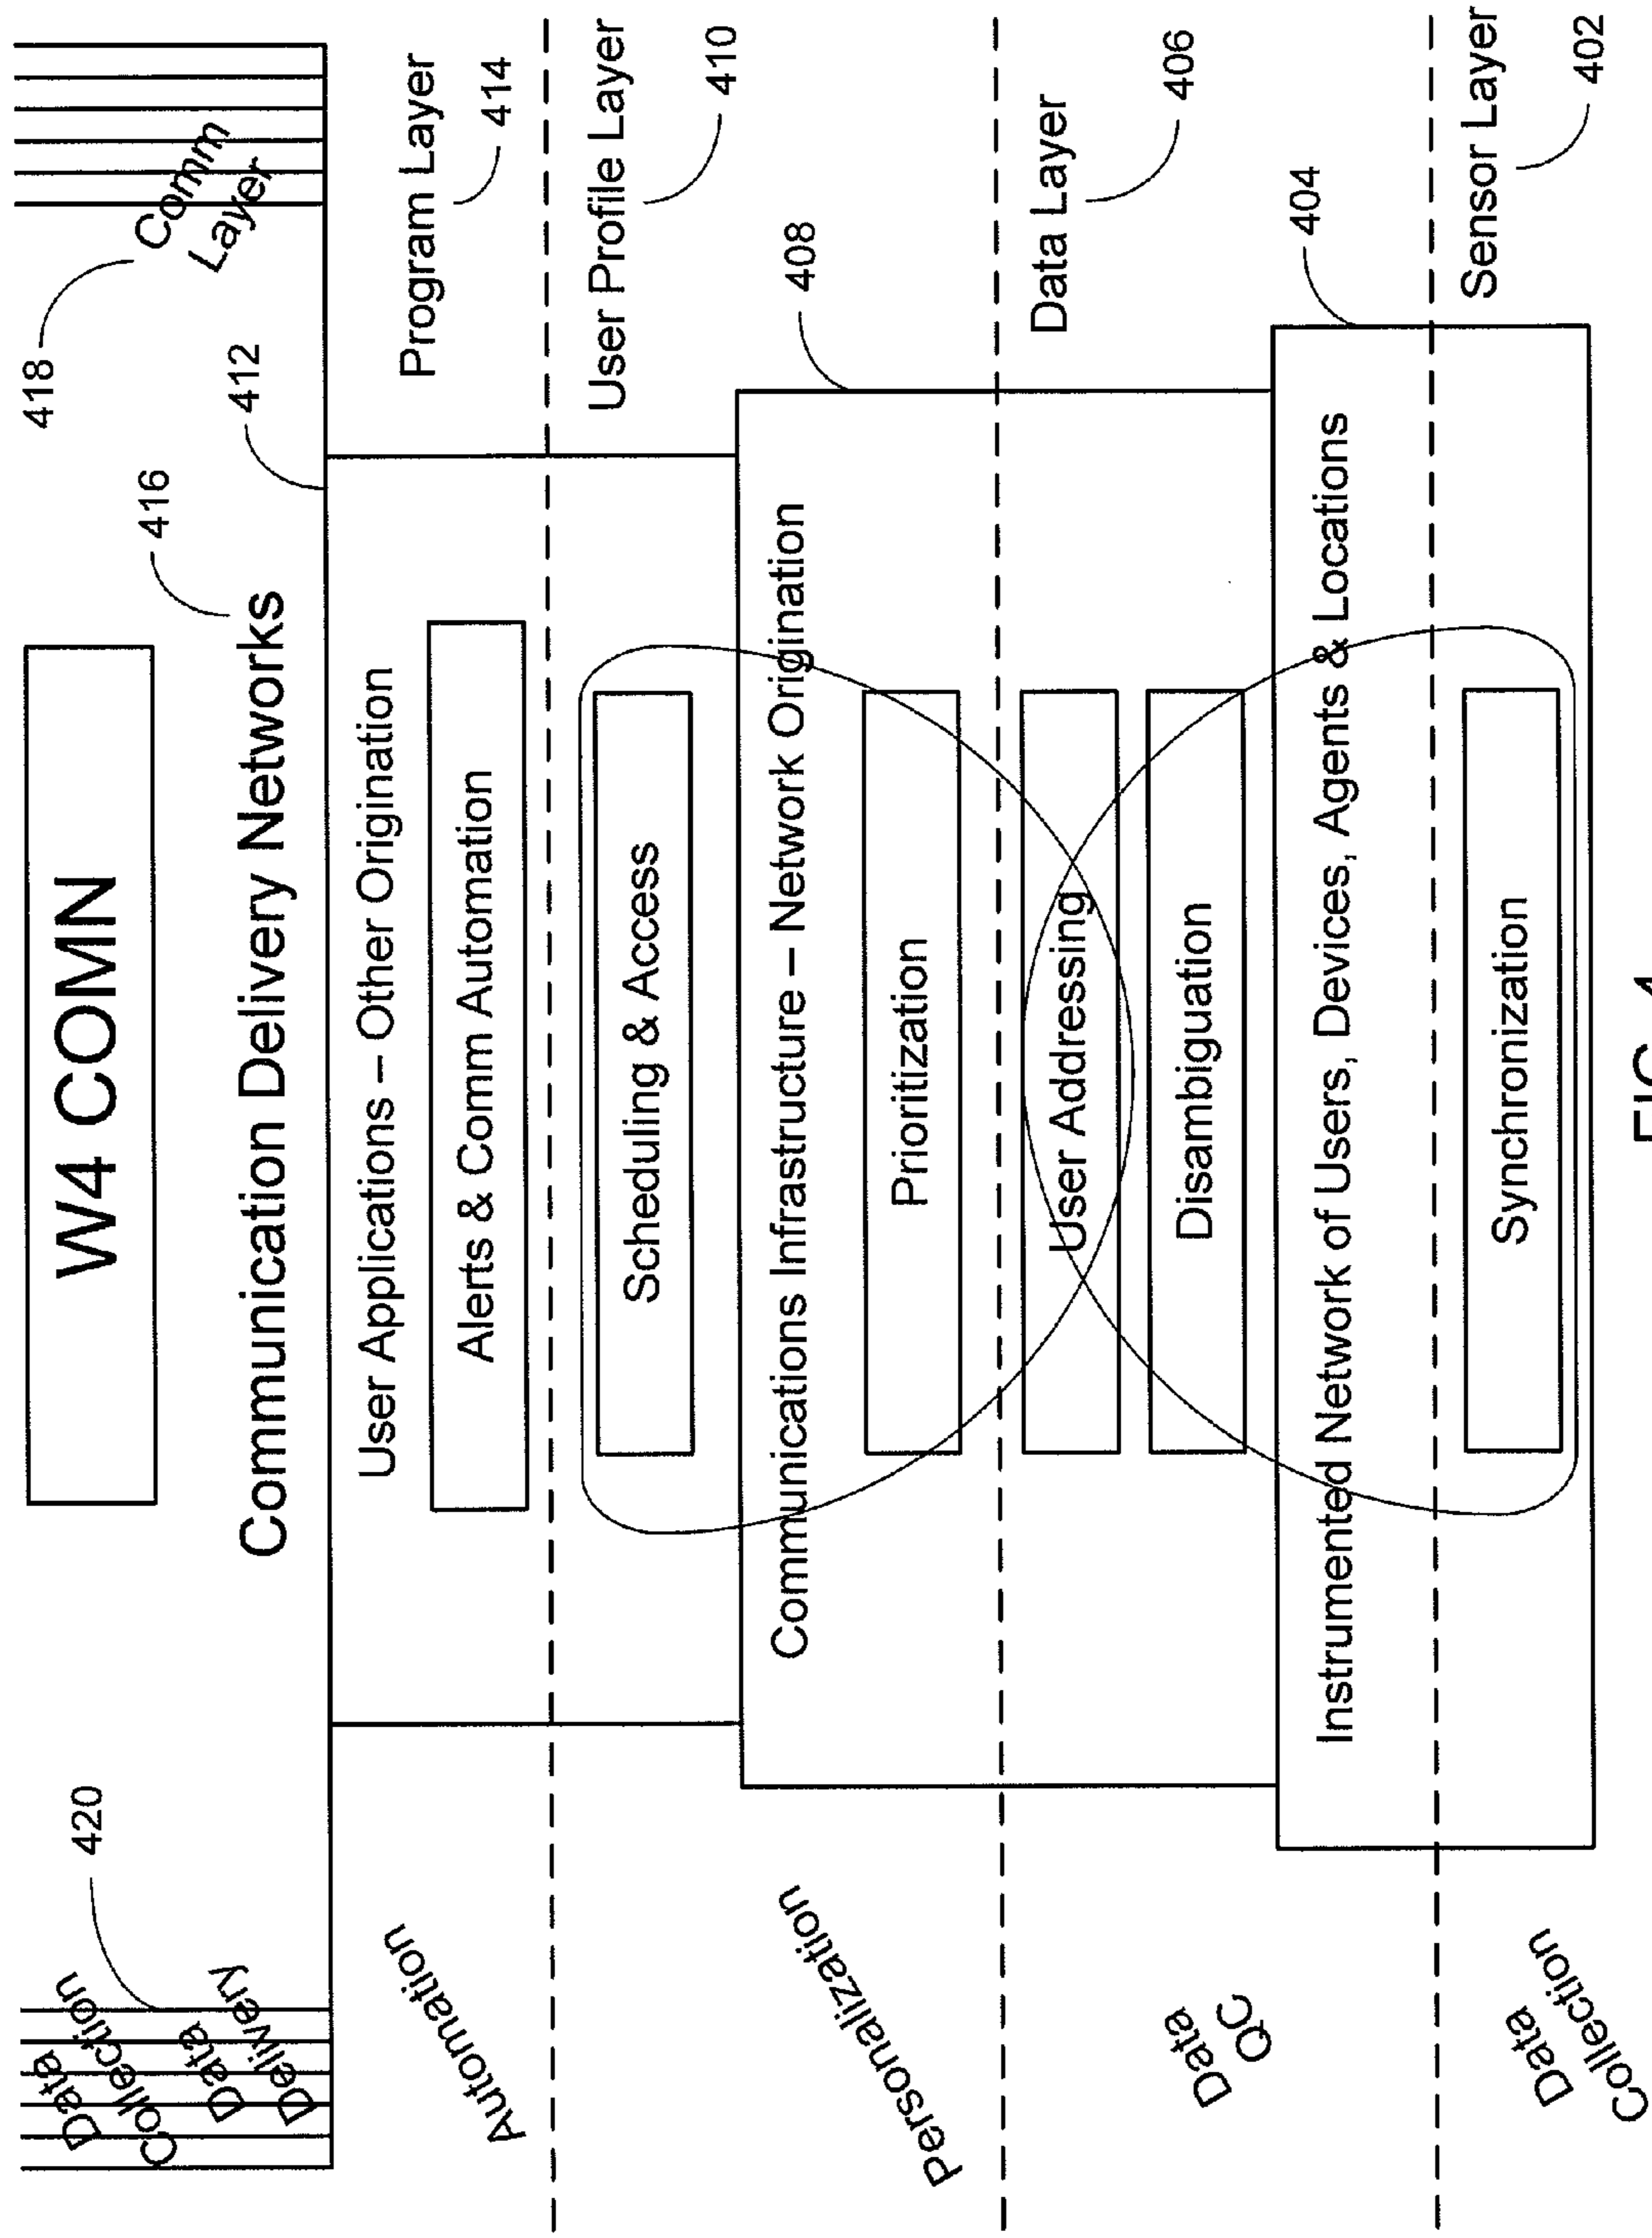 W4 COMN
Communication Delivery Networks
416
418
Comm
Layer
420
Data
Collection
Data
Delivery
412
User Applications – Other Origination
Alerts & Comm Automation
Automation
Program Layer
414
Scheduling & Access
User Profile Layer
410
Communications Infrastructure – Network Origination
408
Prioritization
Personalization
User Addressing
Disambiguation
Data
QC
Data Layer
406
Instrumented Network of Users, Devices, Agents & Locations
404
Synchronization
Data
Collection
Sensor Layer
402